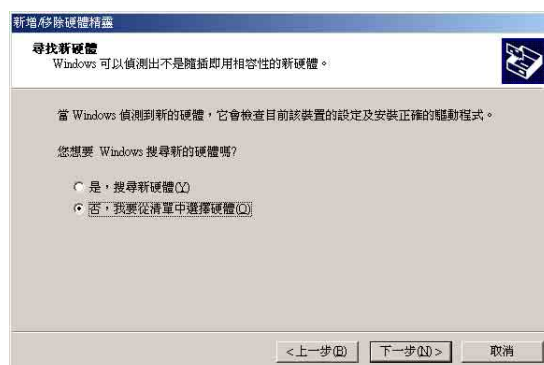 新增/移除硬體精靈
尋找新硬體
Windows 可以偵測出不是隨插即用相容性的新硬體。
當 Windows 偵測到新的硬體，它會檢查目前該裝置的設定及安裝正確的驅動程式。
您想要 Windows 搜尋新的硬體嗎?
是，搜尋新硬體(Y)
否，我要從清單中選擇硬體(O)
<上一步(B) 下一步(N)> 取消